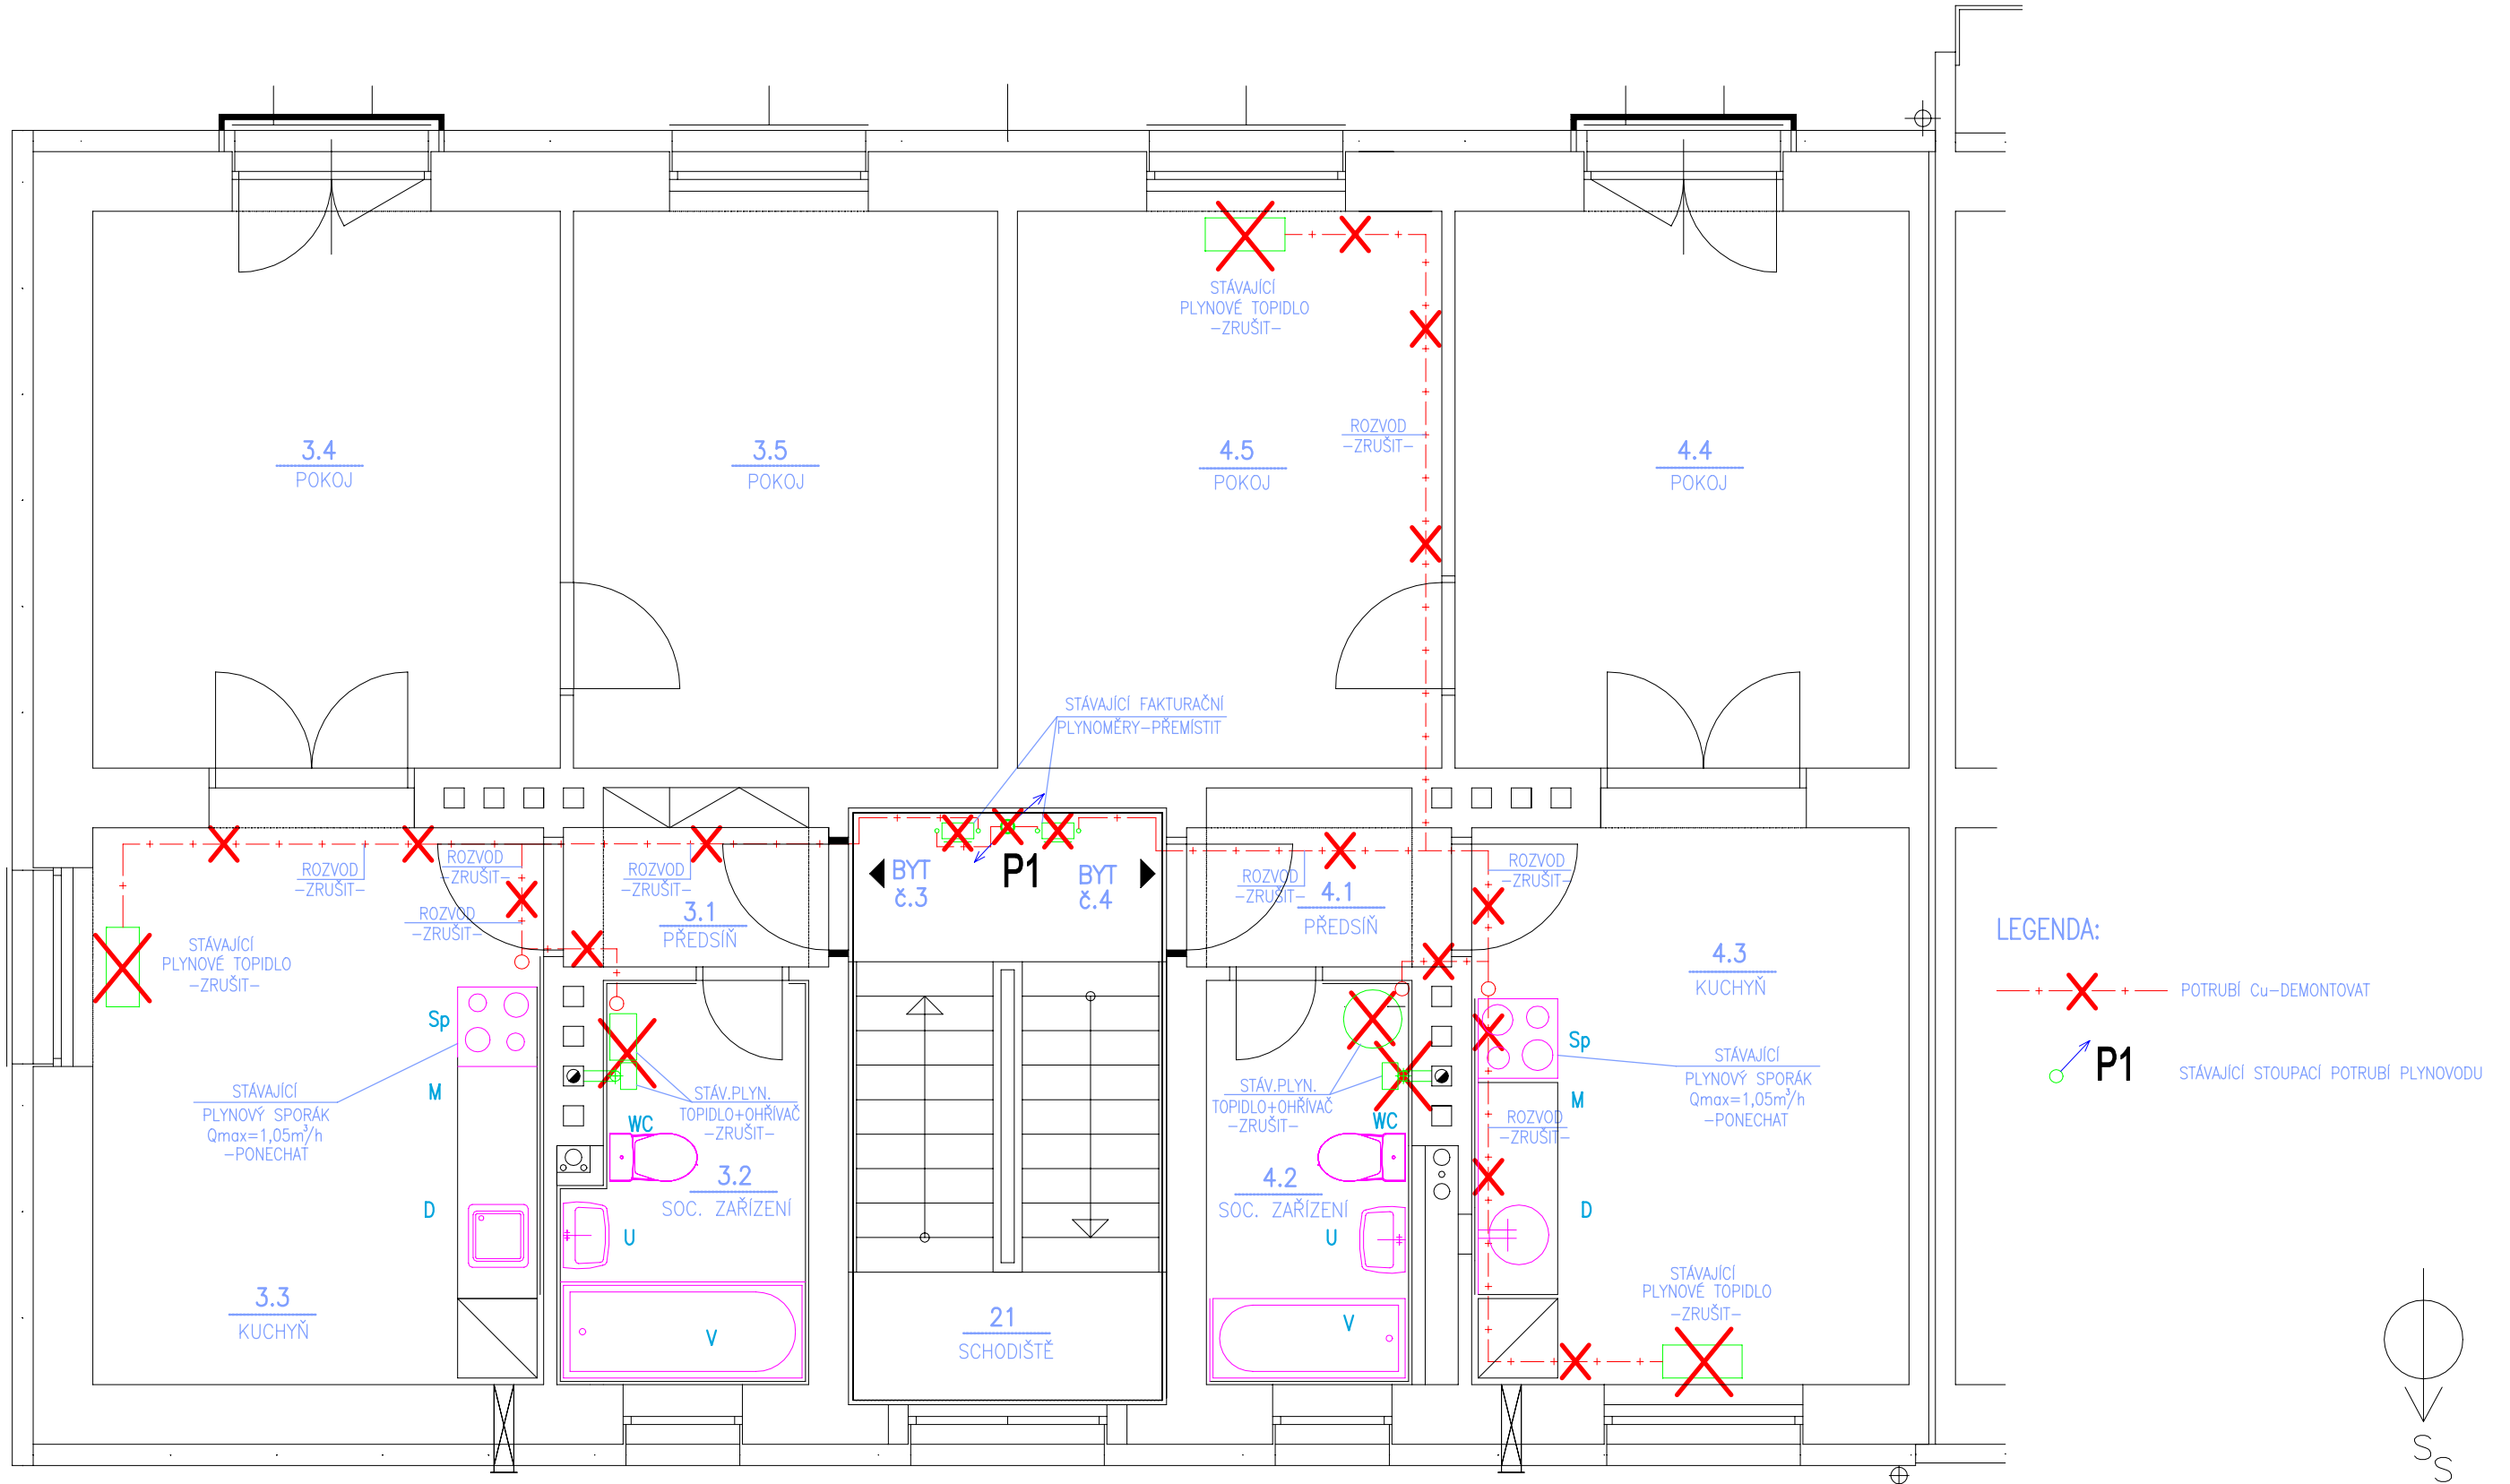 STÁVAJÍCÍ
PLYNOVÉ TOPIDLO
-ZRUŠIT-
ROZVOD
-ZRUŠIT-
3.4
POKOJ
3.5
POKOJ
4.5
POKOJ
4.4
POKOJ
STÁVAJÍCÍ FAKTURAČNÍ
PLYNOMĚRY-PŘEMÍSTIT
ROZVOD
-ZRUŠIT-
ROZVOD
-ZRUŠIT-
ROZVOD
-ZRUŠIT-
ROZVOD
-ZRUŠIT-
BYT
č.3
P1
BYT
č.4
ROZVOD
-ZRUŠIT-
ROZVOD
-ZRUŠIT-
3.1
PŘEDSÍŇ
4.1
PŘEDSÍŇ
STÁVAJÍCÍ
PLYNOVÉ TOPIDLO
-ZRUŠIT-
4.3
KUCHYŇ
LEGENDA:
POTRUBÍ Cu-DEMONTOVAT
P1
STÁVAJÍCÍ STOUPACÍ POTRUBÍ PLYNOVODU
Sp
M
D
STÁVAJÍCÍ
PLYNOVÝ SPORÁK
Qmax=1,05m³/h
-PONECHAT
STÁV.PLYN.
TOPIDLO+OHŘÍVAČ
-ZRUŠIT-
WC
3.2
SOC. ZAŘÍZENÍ
U
V
STÁV.PLYN.
TOPIDLO+OHŘÍVAČ
-ZRUŠIT-
WC
4.2
SOC. ZAŘÍZENÍ
U
V
Sp
M
D
STÁVAJÍCÍ
PLYNOVÝ SPORÁK
Qmax=1,05m³/h
-PONECHAT
ROZVOD
-ZRUŠIT-
STÁVAJÍCÍ
PLYNOVÉ TOPIDLO
-ZRUŠIT-
3.3
KUCHYŇ
21
SCHODIŠTĚ
S
S